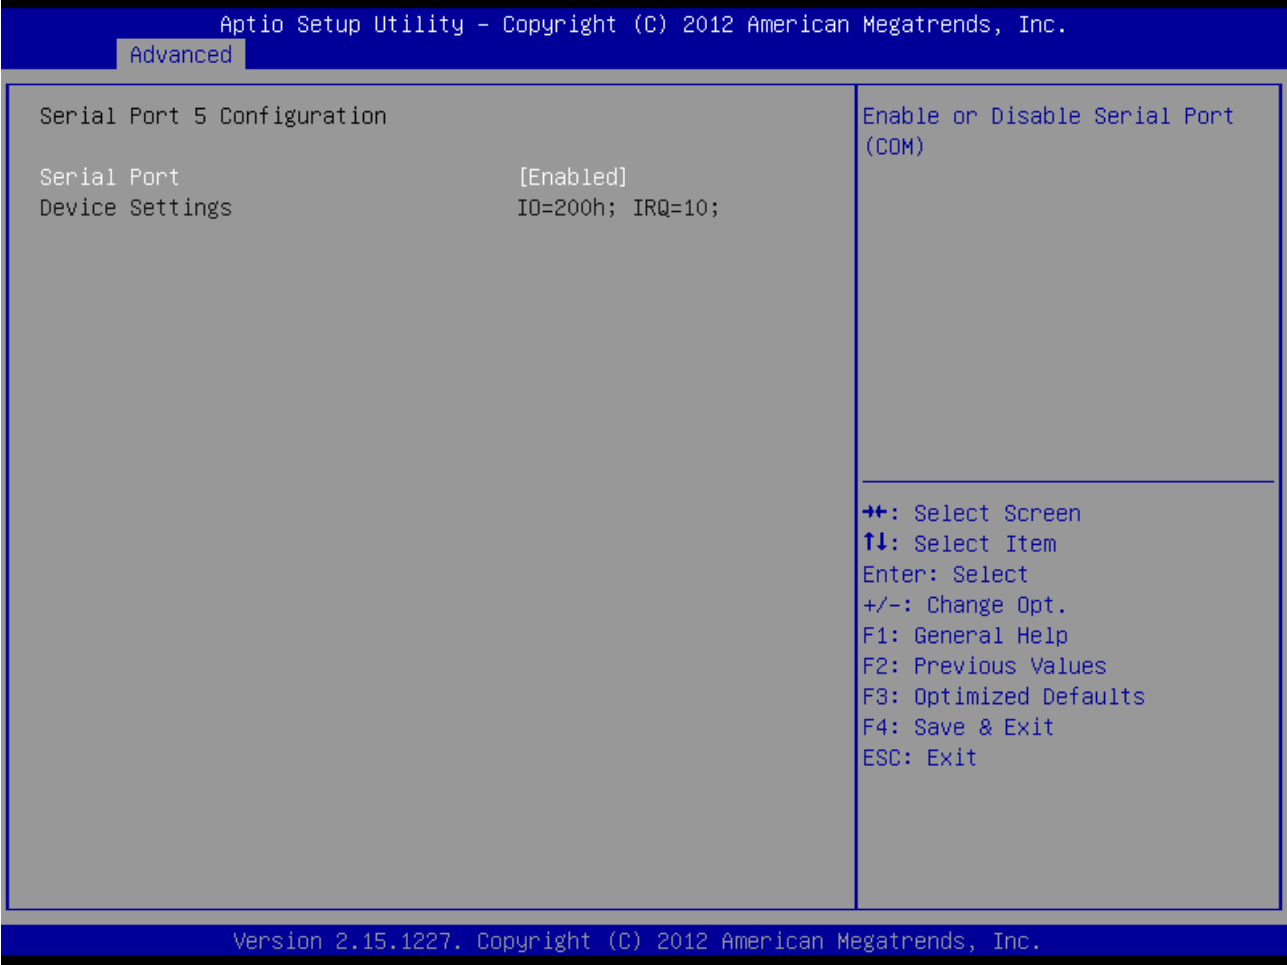 Aptio Setup Utility – Copyright (C) 2012 American Megatrends, Inc.
Advanced
Serial Port 5 Configuration
Serial Port [Enabled]
Device Settings IO=200h; IRQ=10;
Enable or Disable Serial Port
(COM)
→←: Select Screen
↑↓: Select Item
Enter: Select
+/-: Change Opt.
F1: General Help
F2: Previous Values
F3: Optimized Defaults
F4: Save & Exit
ESC: Exit
Version 2.15.1227. Copyright (C) 2012 American Megatrends, Inc.